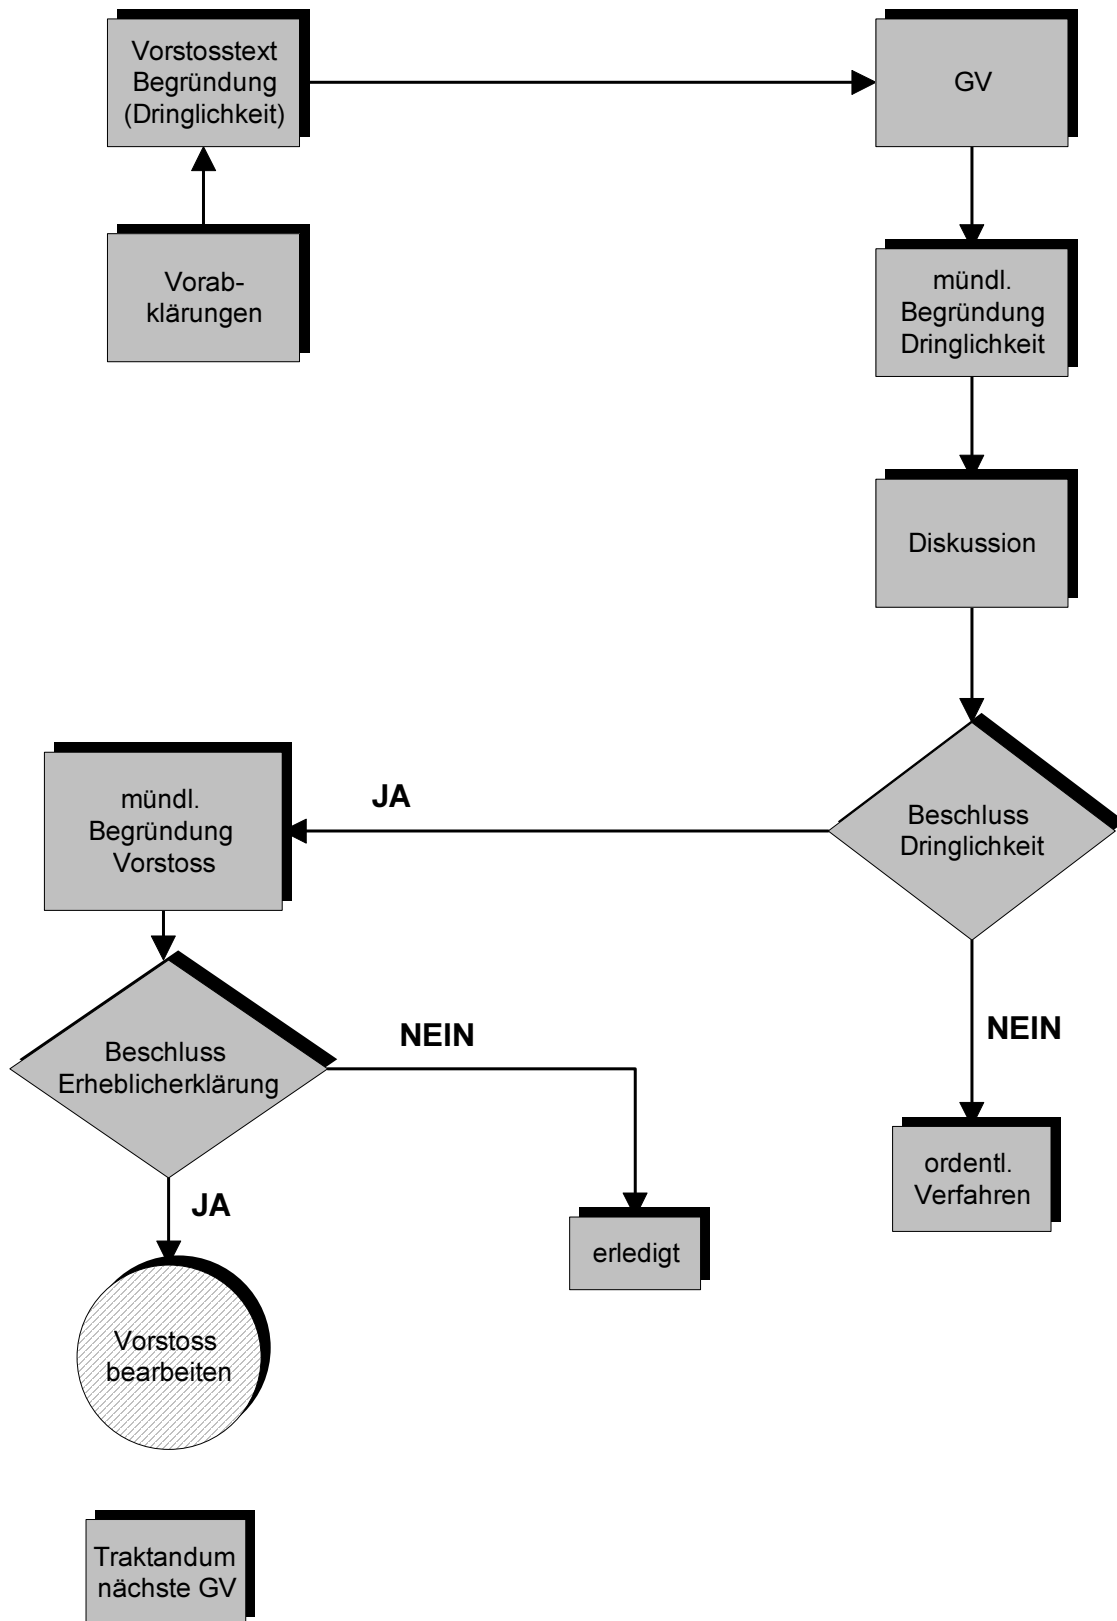 Vorstosstext
Begründung
(Dringlichkeit)
GV
Vorab-
klärungen
mündl.
Begründung
Dringlichkeit
Diskussion
Beschluss
Dringlichkeit
JA
mündl.
Begründung
Vorstoss
NEIN
ordentl.
Verfahren
Beschluss
Erheblicherklärung
NEIN
erledigt
JA
Vorstoss
bearbeiten
Traktandum
nächste GV